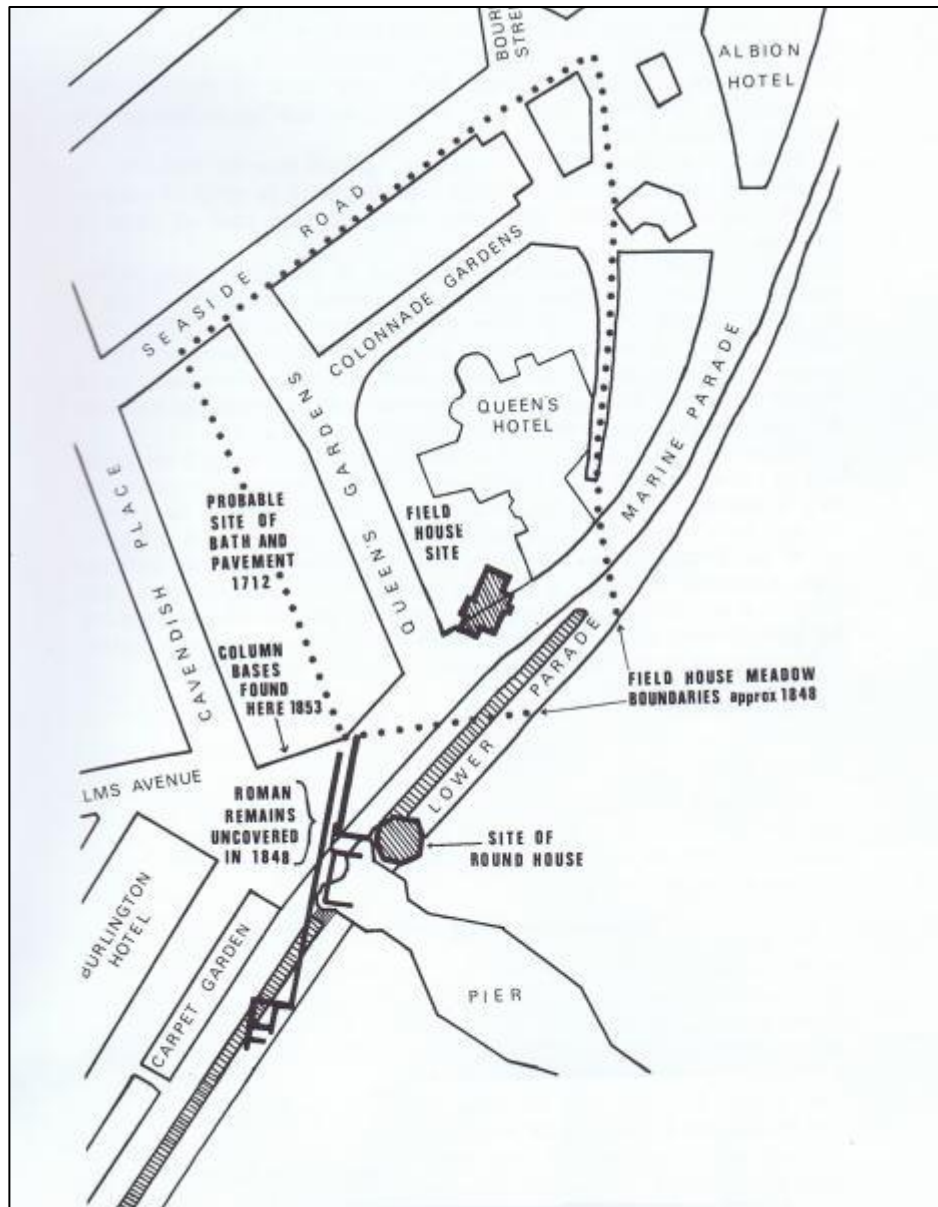 BOUR
STRE
ALBION
HOTEL
SEASIDE ROAD
COLONNADE GARDENS
QUEEN'S GARDENS
QUEEN'S
HOTEL
MARINE PARADE
CAVENDISH PLACE
PROBABLE
SITE OF
BATH AND
PAVEMENT
1712
FIELD
HOUSE
SITE
COLUMN
BASES
FOUND
HERE 1853
FIELD HOUSE MEADOW
BOUNDARIES approx 1848
LOWER PARADE
LMS AVENUE
ROMAN
REMAINS
UNCOVERED
IN 1848
SITE OF
ROUND HOUSE
BURLINGTON
HOTEL
CARPET GARDEN
PIER